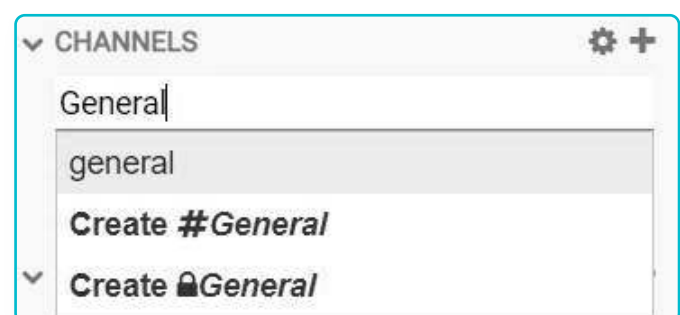 CHANNELS
General
general
Create #General
Create General